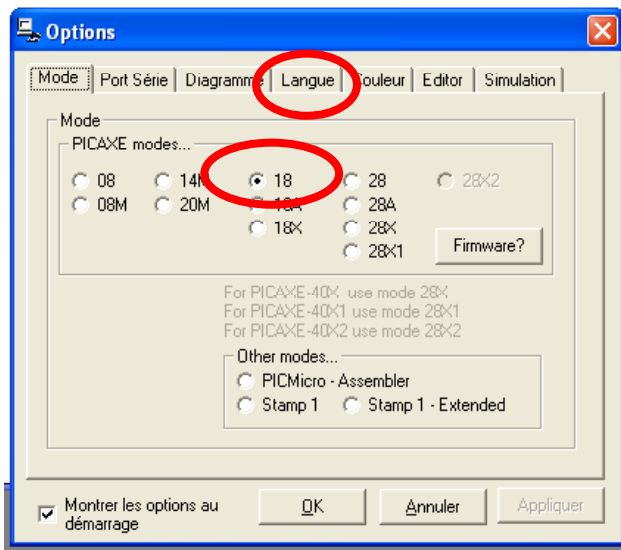 Options
Mode Port Série Diagramme Langue Couleur Editor Simulation
Mode
PICAXE modes...
08 14M 18 28 28X2
08M 20M 18A 28A
18X 28X
28X1 Firmware?
For PICAXE-40X use mode 28X
For PICAXE-40X1 use mode 28X1
For PICAXE-40X2 use mode 28X2
Other modes...
PICMicro - Assembler
Stamp 1 Stamp 1 - Extended
Montrer les options au démarrage
OK Annuler Appliquer